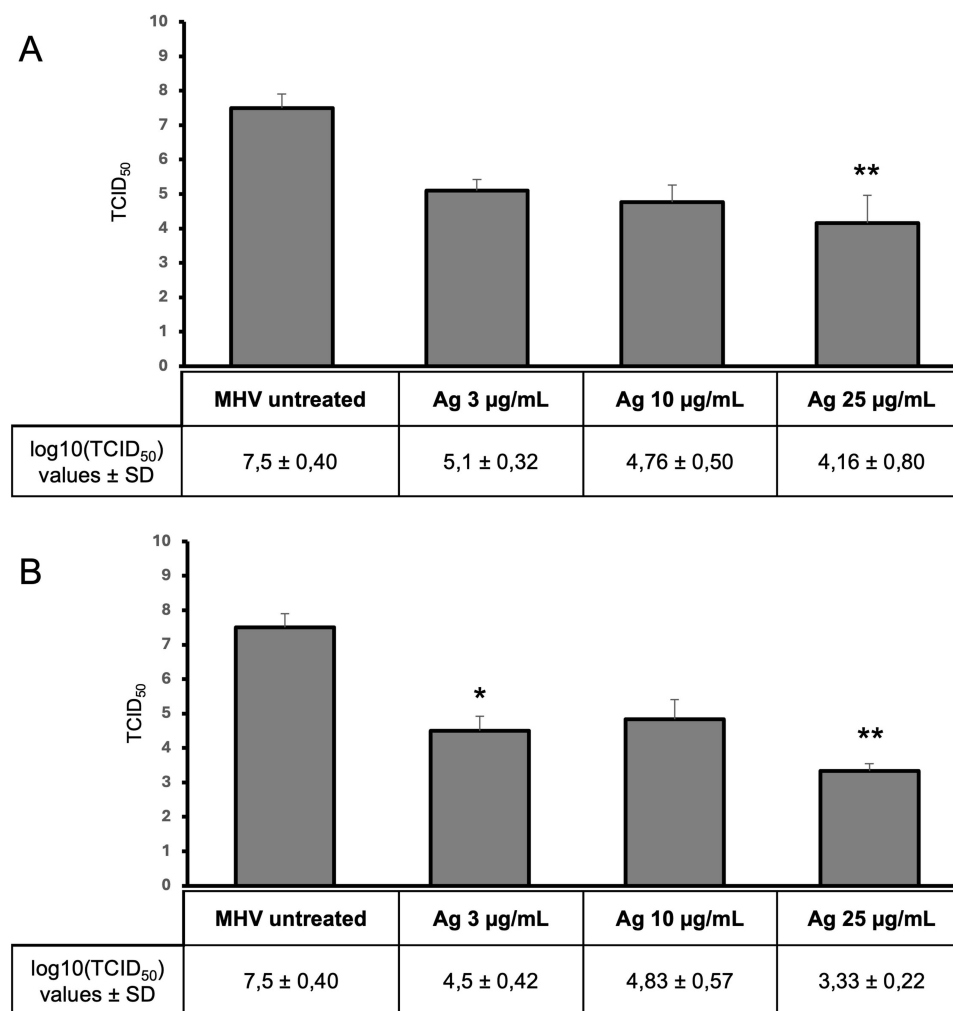 A
10
9
8
7
6
5
4
3
2
1
0
TCID50
**
MHV untreated Ag 3 µg/mL Ag 10 µg/mL Ag 25 µg/mL
log10(TCID50)
values ± SD
7,5 ± 0,40 5,1 ± 0,32 4,76 ± 0,50 4,16 ± 0,80
B
10
9
8
7
6
5
4
3
2
1
0
TCID50
*
**
MHV untreated Ag 3 µg/mL Ag 10 µg/mL Ag 25 µg/mL
log10(TCID50)
values ± SD
7,5 ± 0,40 4,5 ± 0,42 4,83 ± 0,57 3,33 ± 0,22